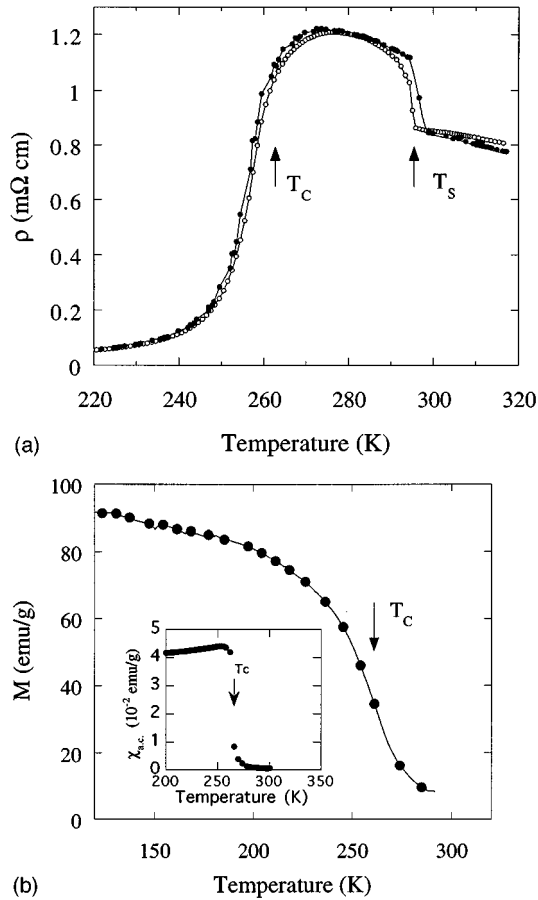 1.2
1
0.8
0.6
0.4
0.2
0
ρ (mΩ cm)
T_C
T_S
220 240 260 280 300 320
(a) Temperature (K)
100
80
60
40
20
0
M (emu/g)
T_C
5
4
3
2
1
0
χ_a.c. (10⁻² emu/g)
Tc
200 250 300 350
Temperature (K)
150 200 250 300
(b) Temperature (K)